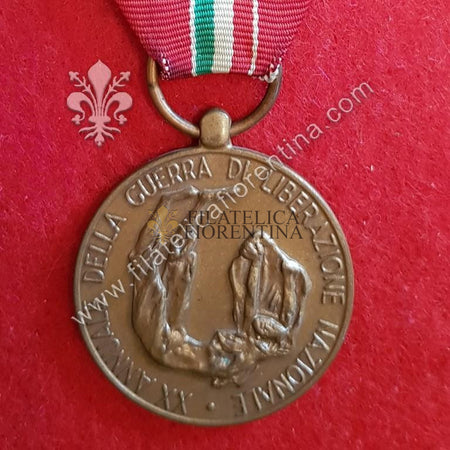 XX ANNUALE DELLA GUERRA DI LIBERAZIONE NAZIONALE
FILATELICA
FIORENTINA
www.filatelicafiorentina.com